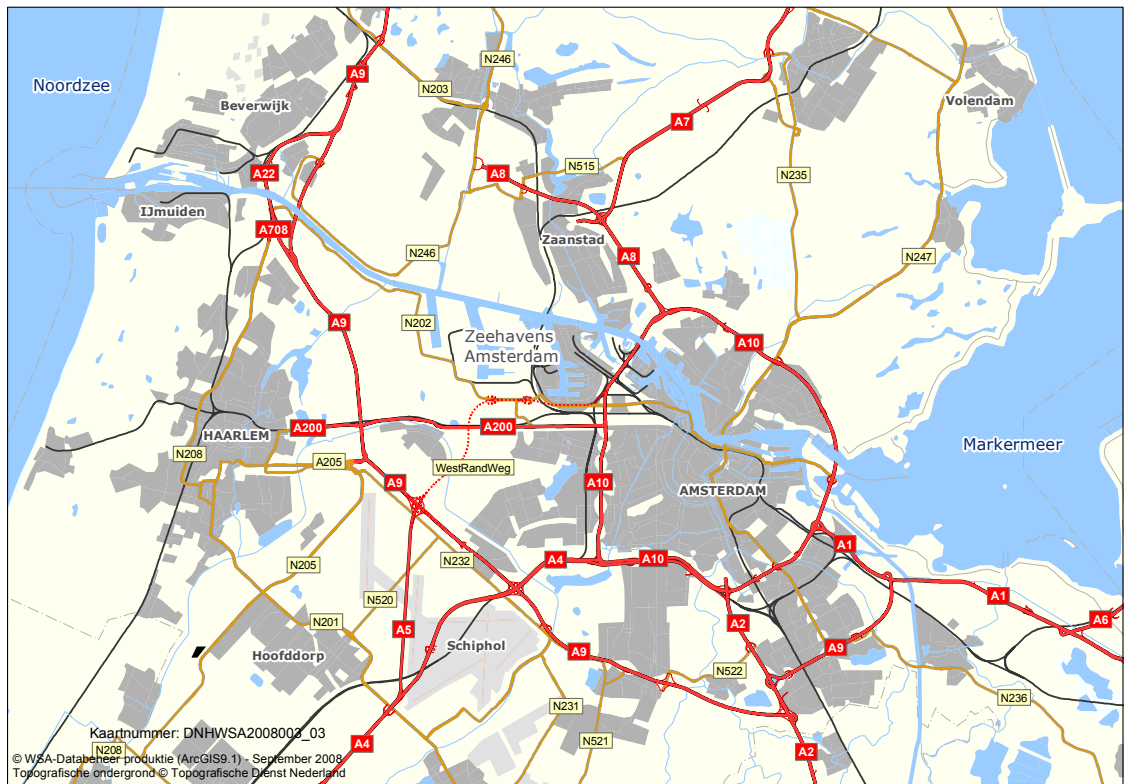 Noordzee
Beverwijk
A9
N203
N246
A7
Volendam
A22
A8
N515
N235
IJmuiden
A708
Zaanstad
N246
A8
N247
A9
N202
Zeehavens
Amsterdam
A10
HAARLEM
A200
A200
Markermeer
N208
A205
WestRandWeg
A9
A10
AMSTERDAM
N232
A4
A10
A1
N205
N520
A1
N201
A5
A2
A6
Hoofddorp
Schiphol
A9
A9
N522
N236
N231
N208
A4
N521
A2
Kaartnummer: DNHWSA2008003_03
© WSA-Databeheer produktie (ArcGIS9.1) - September 2008
Topografische ondergrond © Topografische Dienst Nederland